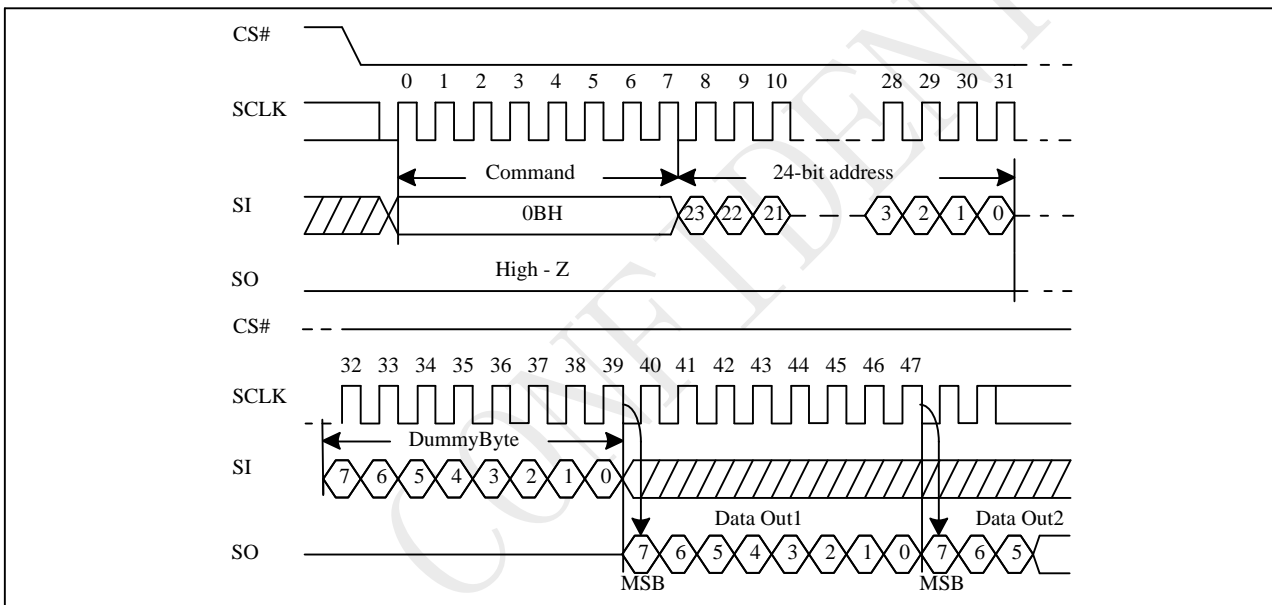 CS#
0 1 2 3 4 5 6 7 8 9 10 28 29 30 31
SCLK
Command 24-bit address
SI 0BH 23 22 21 3 2 1 0
High - Z
SO
CS#
32 33 34 35 36 37 38 39 40 41 42 43 44 45 46 47
SCLK
DummyByte
SI 7 6 5 4 3 2 1 0
Data Out1 Data Out2
SO 7 6 5 4 3 2 1 0 7 6 5
MSB MSB
CONFIDENT